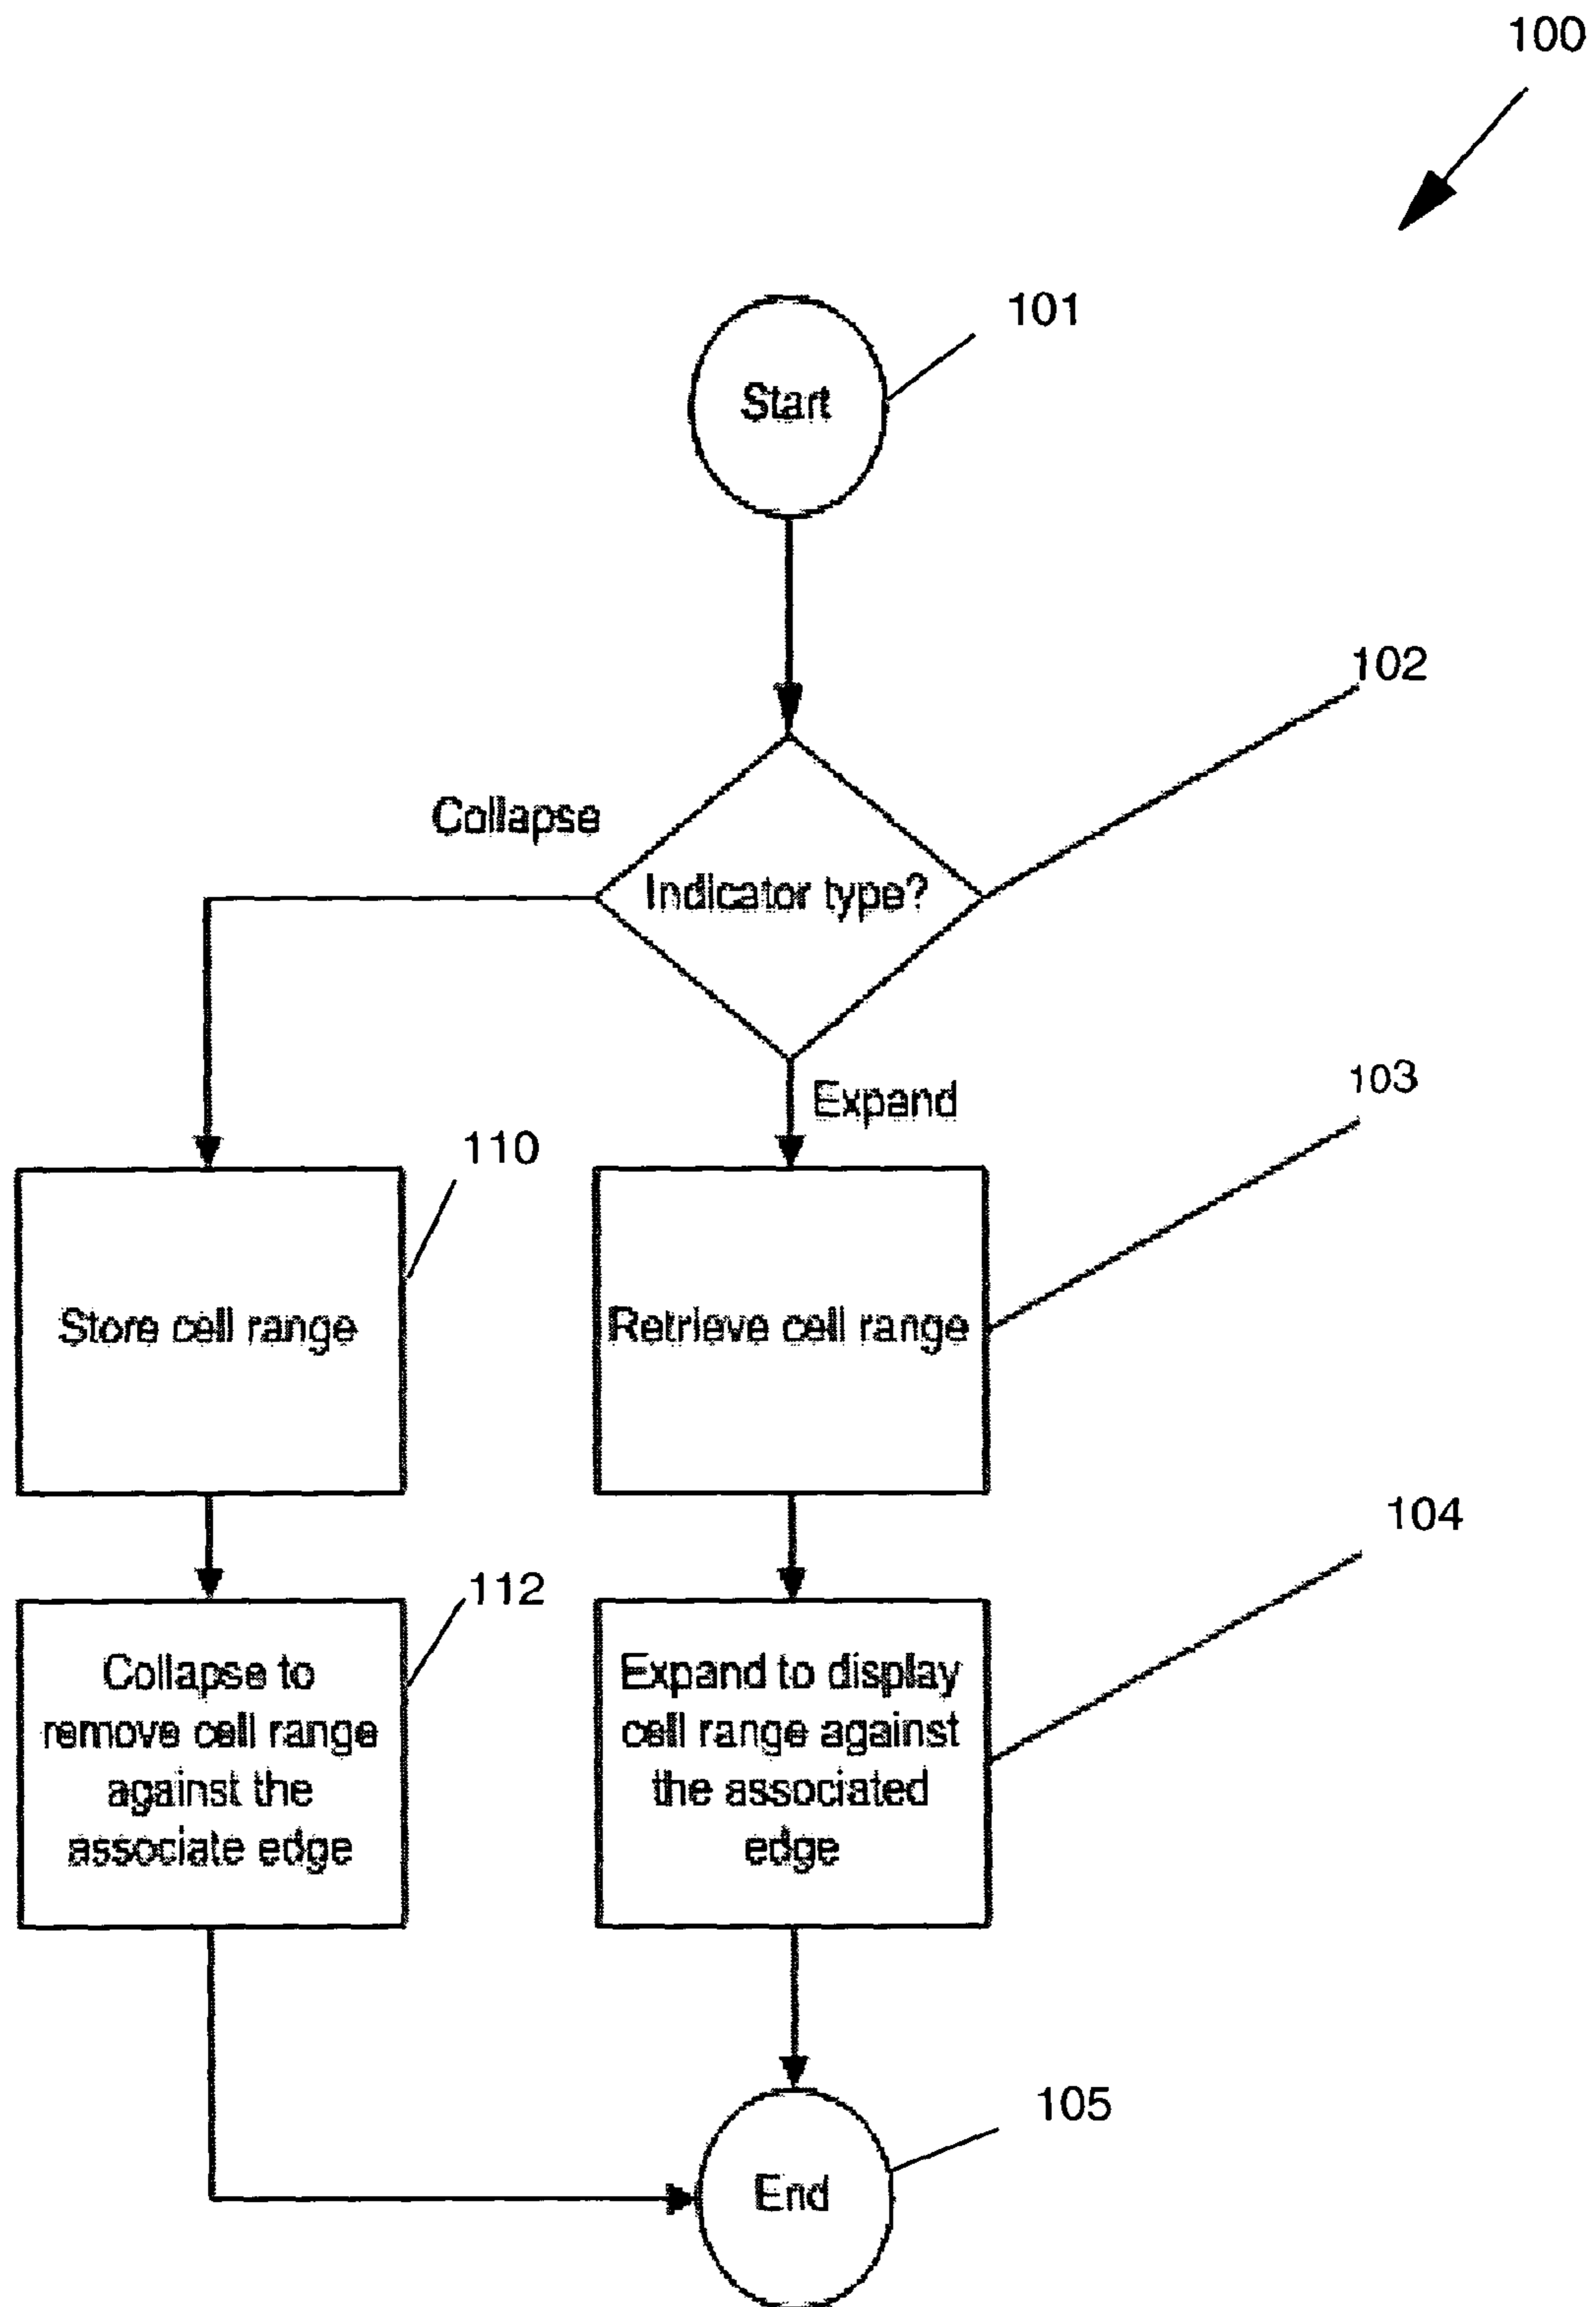 100
101
Start
102
Collapse
Indicator type?
Expand
103
110
Store cell range
Retrieve cell range
104
112
Collapse to
remove cell range
against the
associate edge
Expand to display
cell range against
the associated
edge
105
End